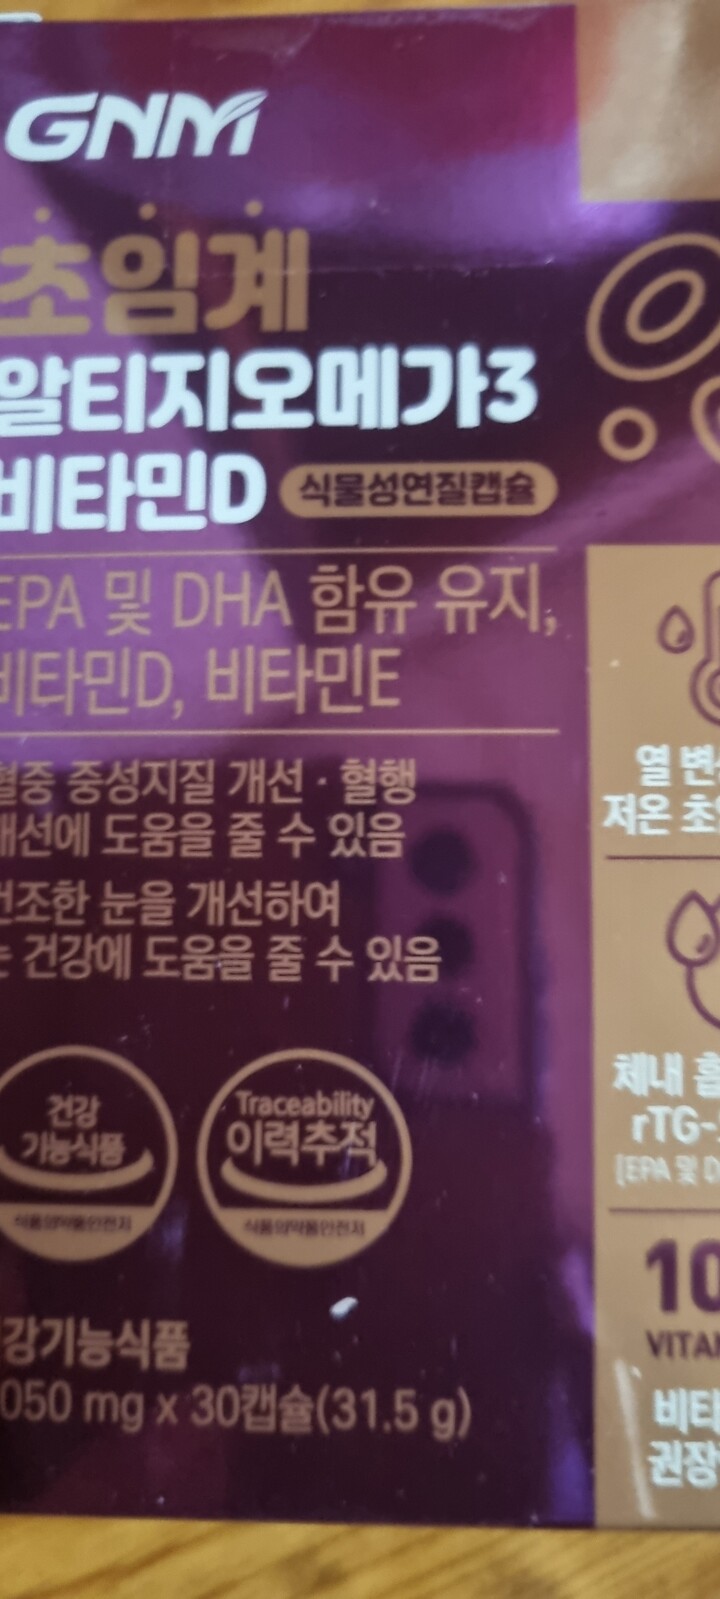 GNM
초임계
알티지오메가3
비타민D 식물성연질캡슐
EPA 및 DHA 함유 유지,
비타민D, 비타민E
혈중 중성지질 개선 · 혈행
개선에 도움을 줄 수 있음
건조한 눈을 개선하여
눈 건강에 도움을 줄 수 있음
건강
기능식품
식품의약품안전처
Traceability
이력추적
식품의약품안전처
건강기능식품
050 mg x 30캡슐(31.5 g)
열 변
저온 초
체내 흡
rTG-
[EPA 및 D
10
VITA
비타
권장